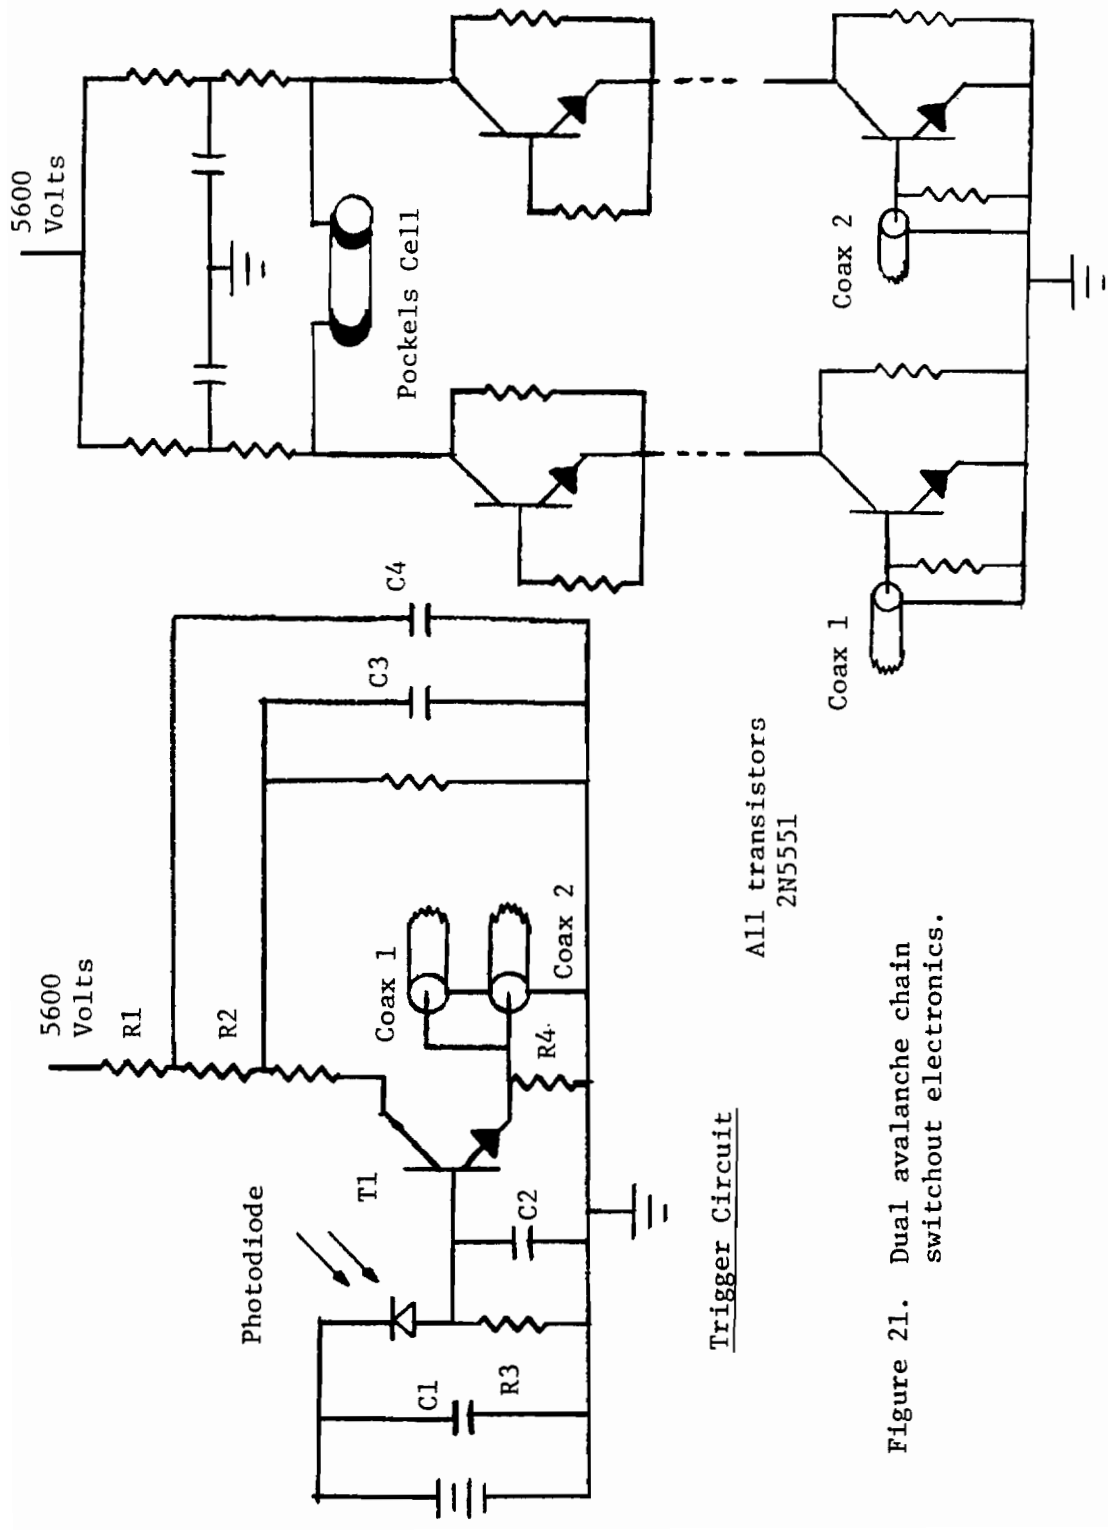 5600
Volts
R1
R2
Photodiode
T1
C1
R3
C2
R4
Coax 1
Coax 2
C3
C4
Trigger Circuit
5600
Volts
Pockels Cell
Coax 1
Coax 2
All transistors
2N5551
Figure 21. Dual avalanche chain
switchout electronics.